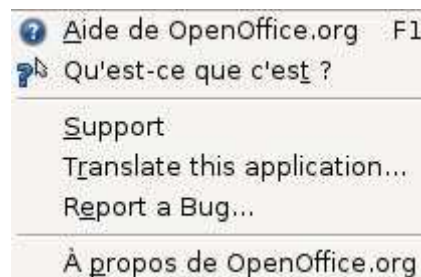 Aide de OpenOffice.org F1
Qu'est-ce que c'est ?
Support
Translate this application...
Report a Bug...
À propos de OpenOffice.org